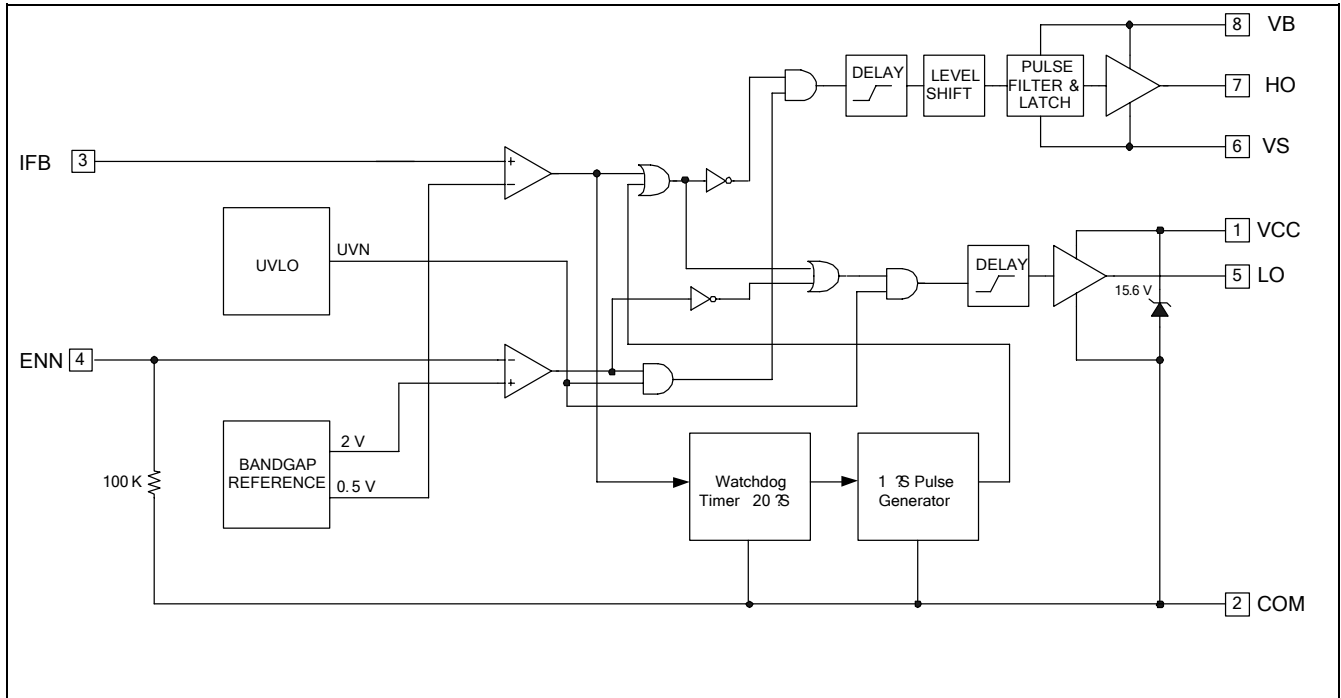 8 VB
DELAY
LEVEL
SHIFT
PULSE
FILTER &
LATCH
7 HO
6 VS
IFB 3
+
−
UVLO
UVN
1 VCC
DELAY
5 LO
15.6 V
ENN 4
−
+
BANDGAP
REFERENCE
2 V
0.5 V
100 K
Watchdog
Timer 20 ?S
1 ?S Pulse
Generator
2 COM